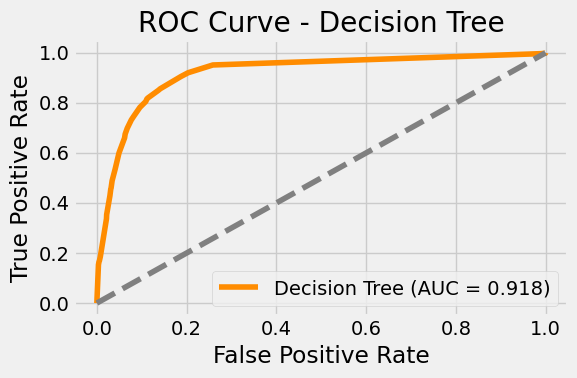 ROC Curve - Decision Tree
True Positive Rate
1.0
0.8
0.6
0.4
0.2
0.0
Decision Tree (AUC = 0.918)
0.0 0.2 0.4 0.6 0.8 1.0
False Positive Rate